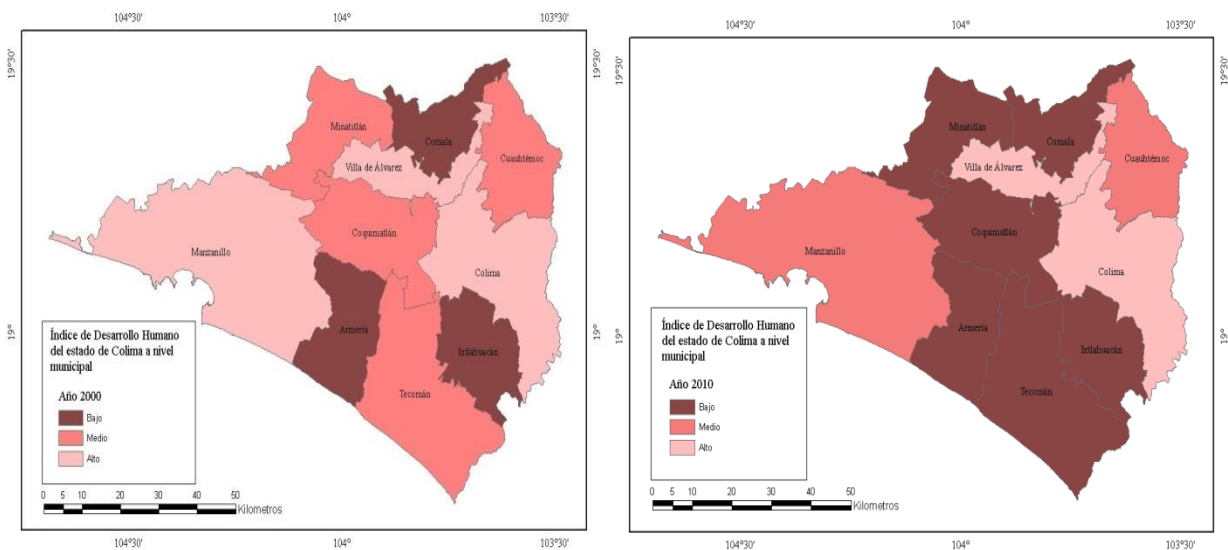 104°30'
104°
103°30'
19°30'
19°30'
Minatitlán
Comala
Cuauhtémoc
Villa de Álvarez
Coquimatlán
Manzanillo
Colima
19°
19°
Armería
Ixtlahuacán
Tecomán
Índice de Desarrollo Humano
del estado de Colima a nivel
municipal
Año 2000
Bajo
Medio
Alto
0 5 10 20 30 40 50
Kilometros
104°30'
104°
103°30'
104°30'
104°
103°30'
19°30'
19°30'
Minatitlán
Comala
Cuauhtémoc
Villa de Álvarez
Coquimatlán
Manzanillo
Colima
19°
19°
Armería
Ixtlahuacán
Tecomán
Índice de Desarrollo Humano
del estado de Colima a nivel
municipal
Año 2010
Bajo
Medio
Alto
0 5 10 20 30 40 50
Kilometros
104°30'
104°
103°30'